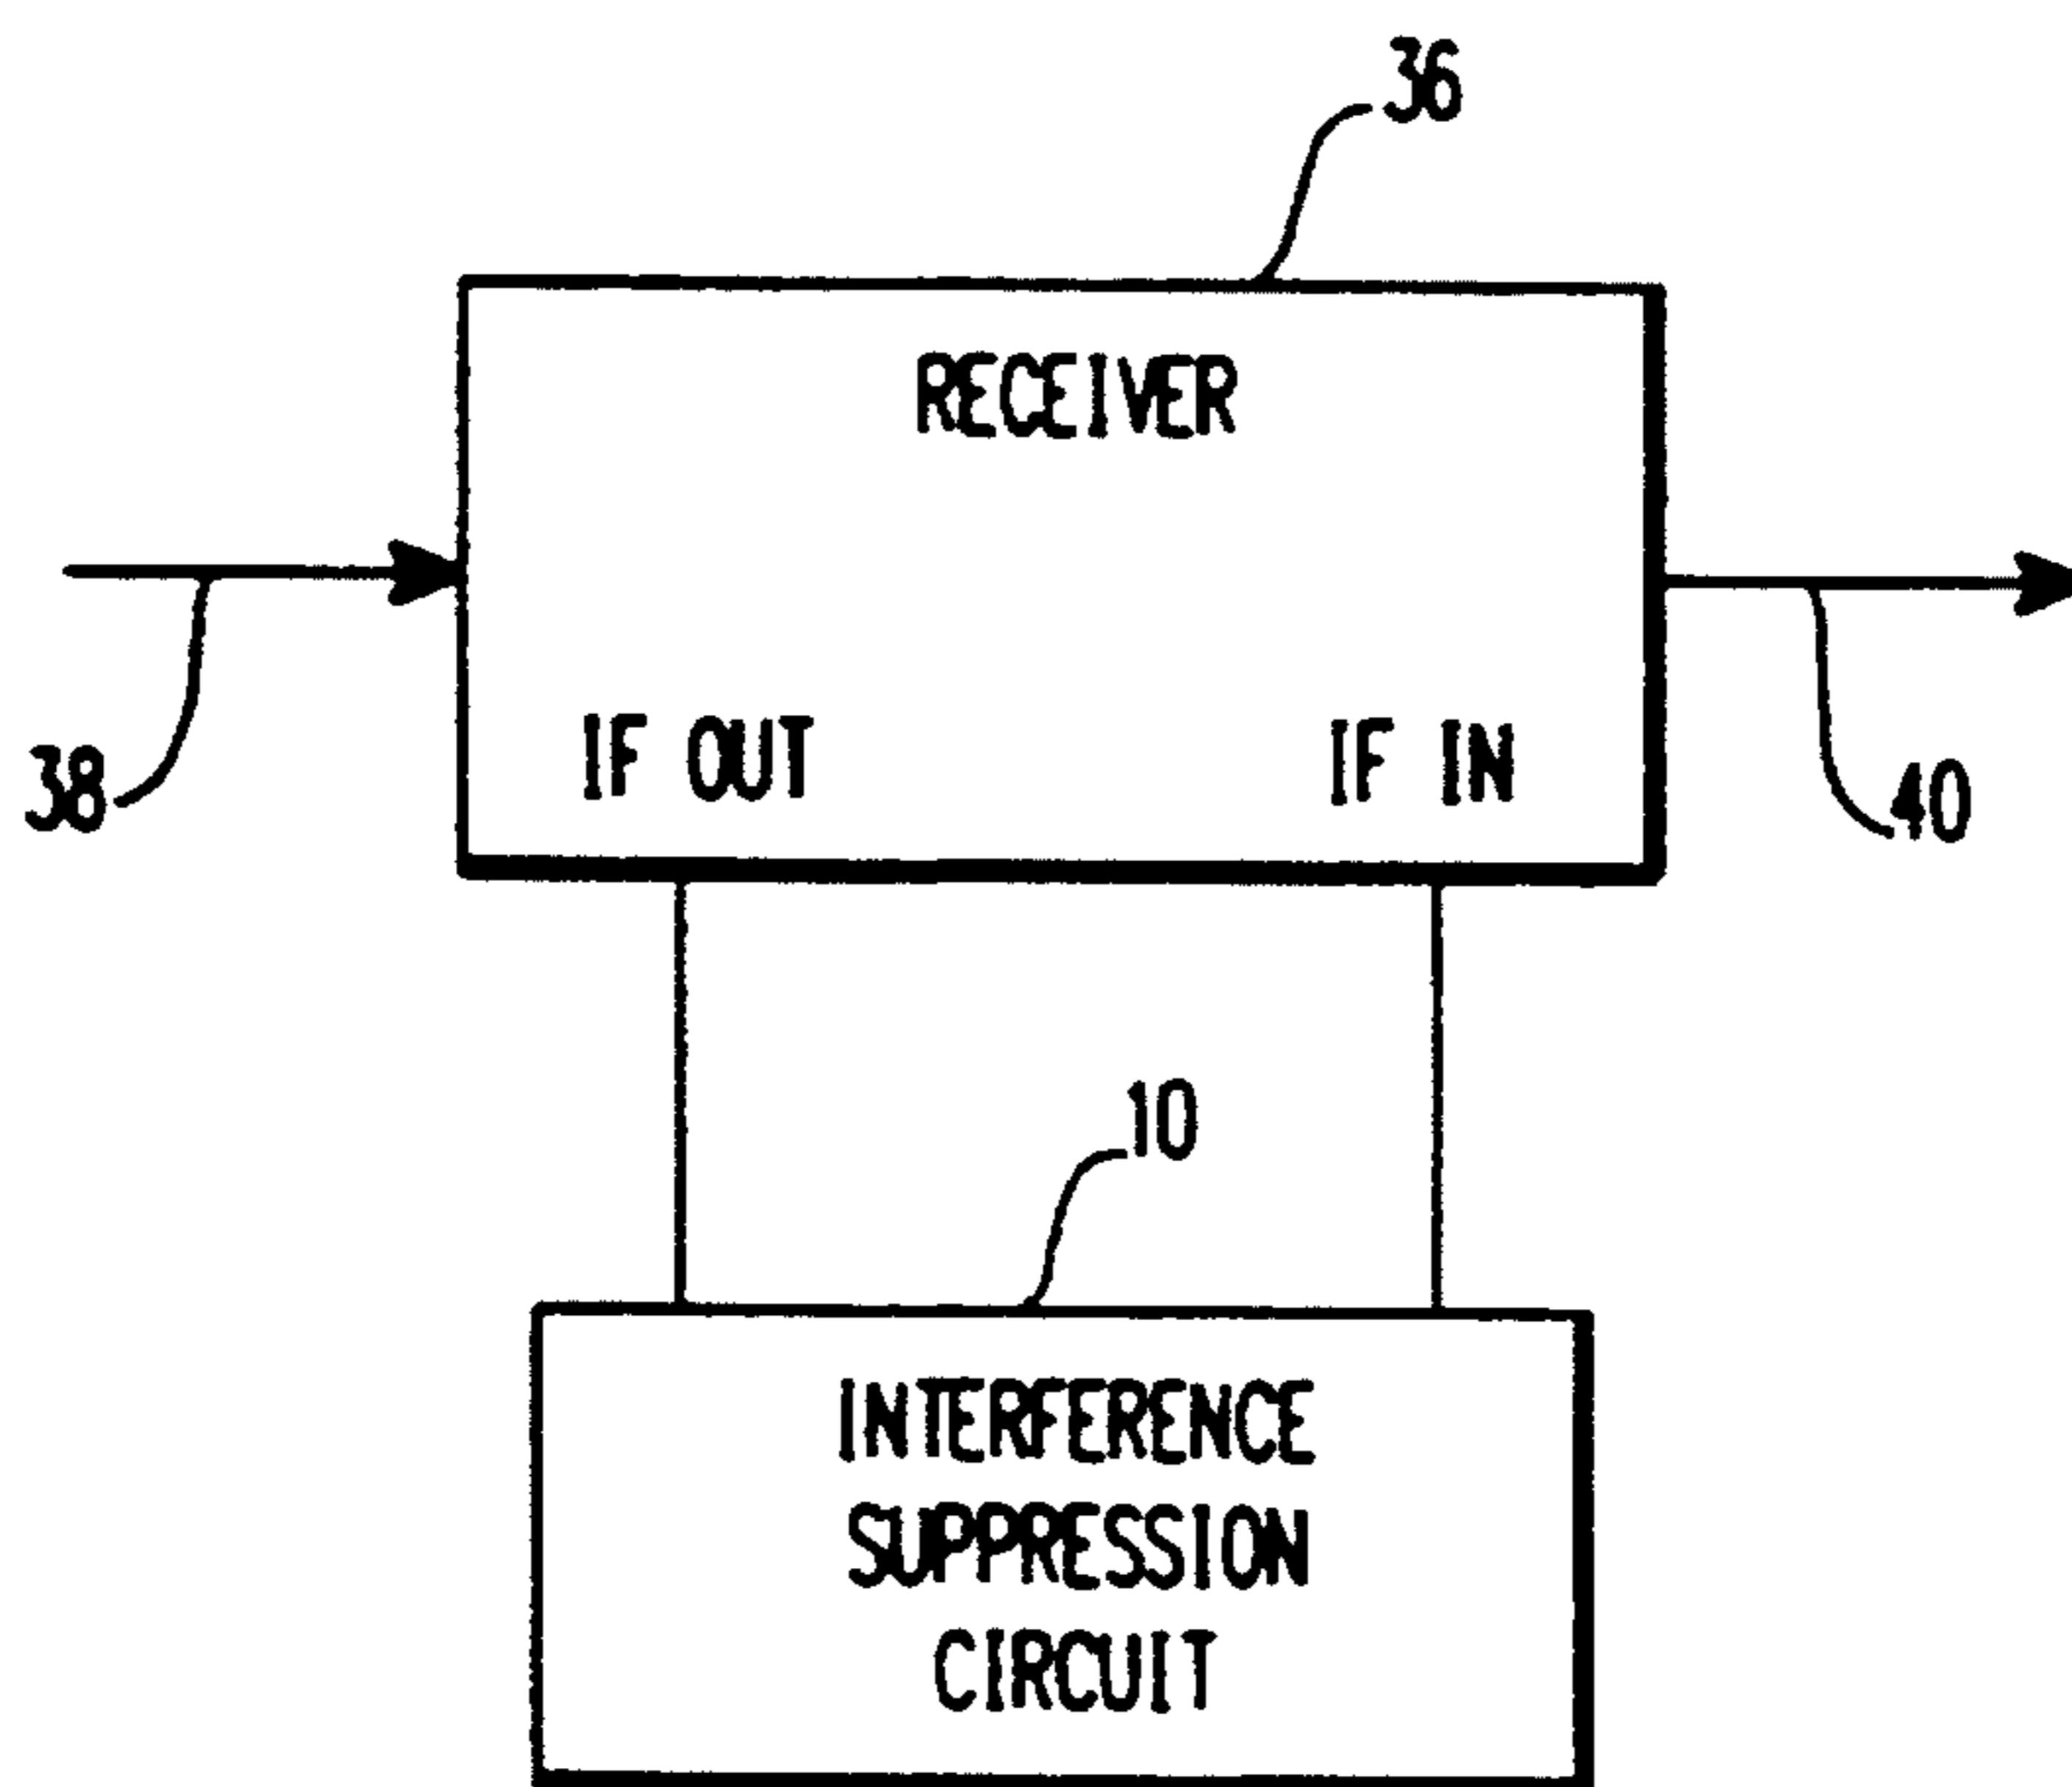 36
RECEIVER
IF OUT IF IN
38
40
10
INTERFERENCE
SUPPRESSION
CIRCUIT